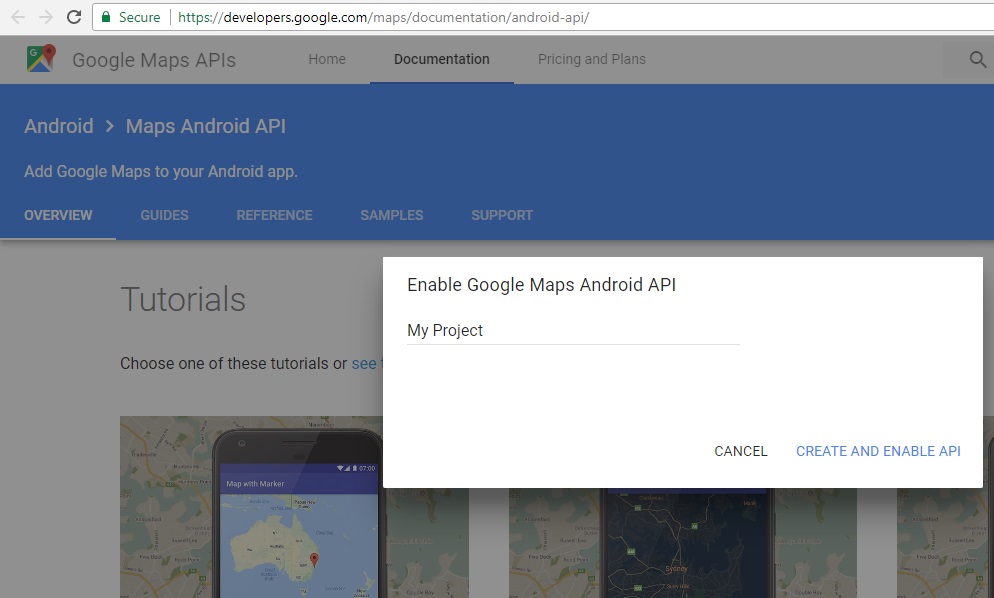 Secure https://developers.google.com/maps/documentation/android-api/
Google Maps APIs Home Documentation Pricing and Plans
Android > Maps Android API
Add Google Maps to your Android app.
OVERVIEW GUIDES REFERENCE SAMPLES SUPPORT
Enable Google Maps Android API
Tutorials
My Project
Choose one of these tutorials or see
CANCEL CREATE AND ENABLE API
07:00
Map with Marker
Australia
Sydney